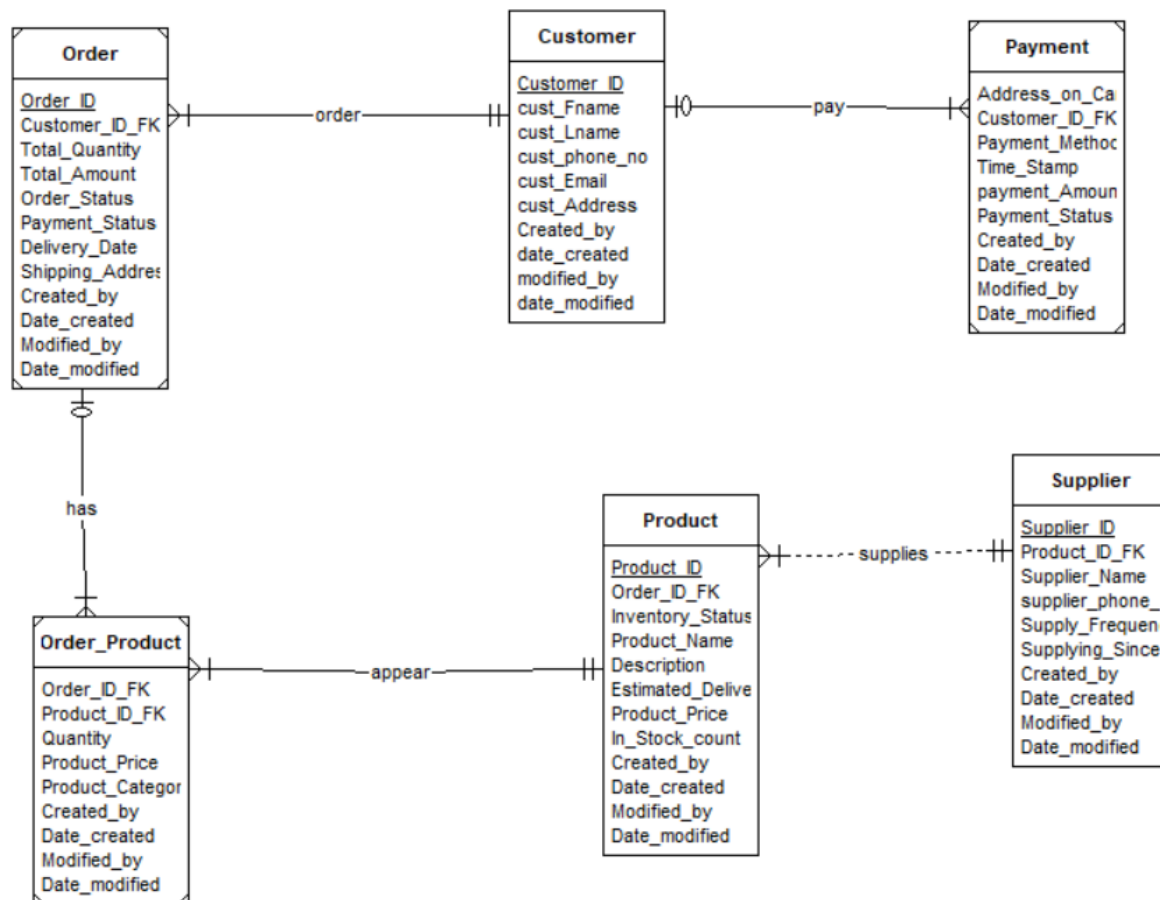 Order
Order_ID
Customer_ID_FK
Total_Quantity
Total_Amount
Order_Status
Payment_Status
Delivery_Date
Shipping_Addres
Created_by
Date_created
Modified_by
Date_modified
order
Customer
Customer_ID
cust_Fname
cust_Lname
cust_phone_no
cust_Email
cust_Address
Created_by
date_created
modified_by
date_modified
pay
Payment
Address_on_Ca
Customer_ID_FK
Payment_Method
Time_Stamp
payment_Amoun
Payment_Status
Created_by
Date_created
Modified_by
Date_modified
has
Order_Product
Order_ID_FK
Product_ID_FK
Quantity
Product_Price
Product_Categor
Created_by
Date_created
Modified_by
Date_modified
appear
Product
Product_ID
Order_ID_FK
Inventory_Status
Product_Name
Description
Estimated_Delive
Product_Price
In_Stock_count
Created_by
Date_created
Modified_by
Date_modified
supplies
Supplier
Supplier_ID
Product_ID_FK
Supplier_Name
supplier_phone_
Supply_Frequen
Supplying_Since
Created_by
Date_created
Modified_by
Date_modified